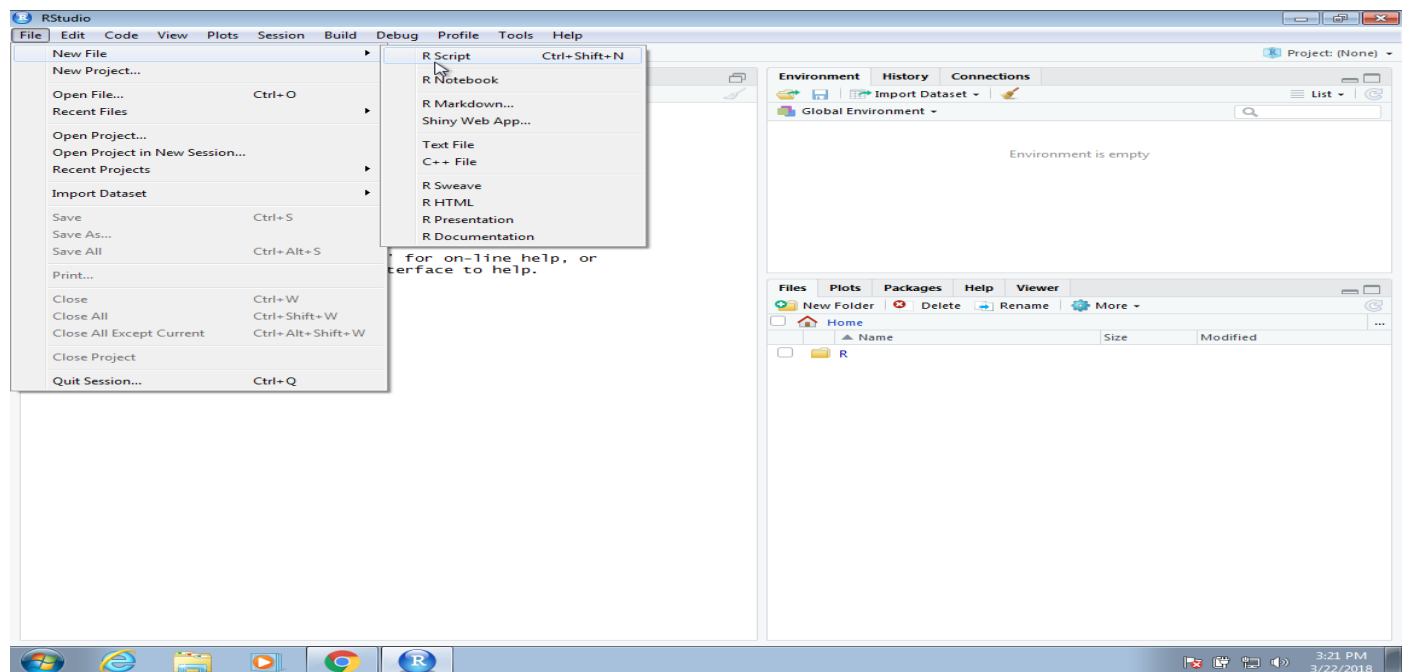 RStudio
File Edit Code View Plots Session Build Debug Profile Tools Help
Project: (None)
New File
New Project...
Open File... Ctrl+O
Recent Files
Open Project...
Open Project in New Session...
Recent Projects
Import Dataset
Save Ctrl+S
Save As...
Save All Ctrl+Alt+S
Print...
Close Ctrl+W
Close All Ctrl+Shift+W
Close All Except Current Ctrl+Alt+Shift+W
Close Project
Quit Session... Ctrl+Q
R Script Ctrl+Shift+N
R Notebook
R Markdown...
Shiny Web App...
Text File
C++ File
R Sweave
R HTML
R Presentation
R Documentation
' for on-line help, or
terface to help.
Environment History Connections
Import Dataset List
Global Environment
Environment is empty
Files Plots Packages Help Viewer
New Folder Delete Rename More
Home ...
Name Size Modified
R
R
3:21 PM
3/22/2018